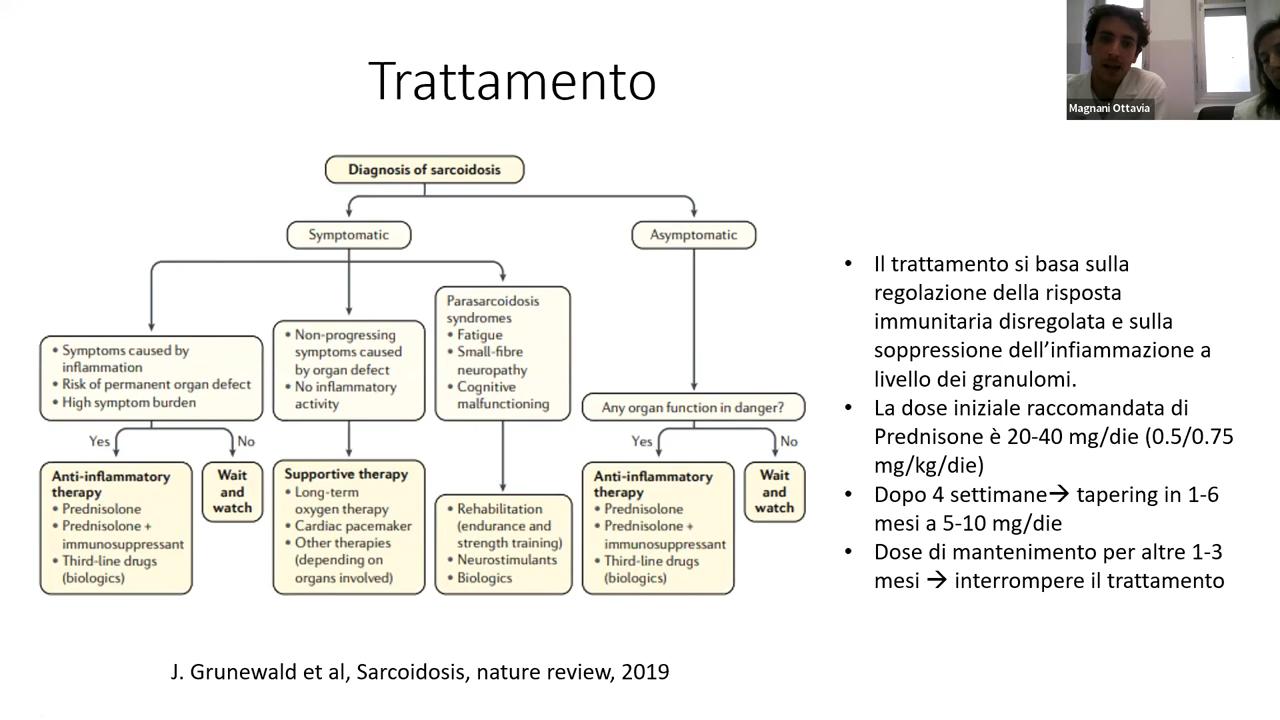 Trattamento
Magnani Ottavia
Diagnosis of sarcoidosis
Symptomatic
Asymptomatic
• Symptoms caused by
inflammation
• Risk of permanent organ defect
• High symptom burden
• Non-progressing
symptoms caused
by organ defect
• No inflammatory
activity
Parasarcoidosis
syndromes
• Fatigue
• Small-fibre
neuropathy
• Cognitive
malfunctioning
Any organ function in danger?
Yes
No
Yes
No
Anti-inflammatory
therapy
• Prednisolone
• Prednisolone +
immunosuppressant
• Third-line drugs
(biologics)
Wait
and
watch
Supportive therapy
• Long-term
oxygen therapy
• Cardiac pacemaker
• Other therapies
(depending on
organs involved)
• Rehabilitation
(endurance and
strength training)
• Neurostimulants
• Biologics
Anti-inflammatory
therapy
• Prednisolone
• Prednisolone +
immunosuppressant
• Third-line drugs
(biologics)
Wait
and
watch
• Il trattamento si basa sulla
regolazione della risposta
immunitaria disregolata e sulla
soppressione dell’infiammazione a
livello dei granulomi.
• La dose iniziale raccomandata di
Prednisone è 20-40 mg/die (0.5/0.75
mg/kg/die)
• Dopo 4 settimane→ tapering in 1-6
mesi a 5-10 mg/die
• Dose di mantenimento per altre 1-3
mesi → interrompere il trattamento
J. Grunewald et al, Sarcoidosis, nature review, 2019